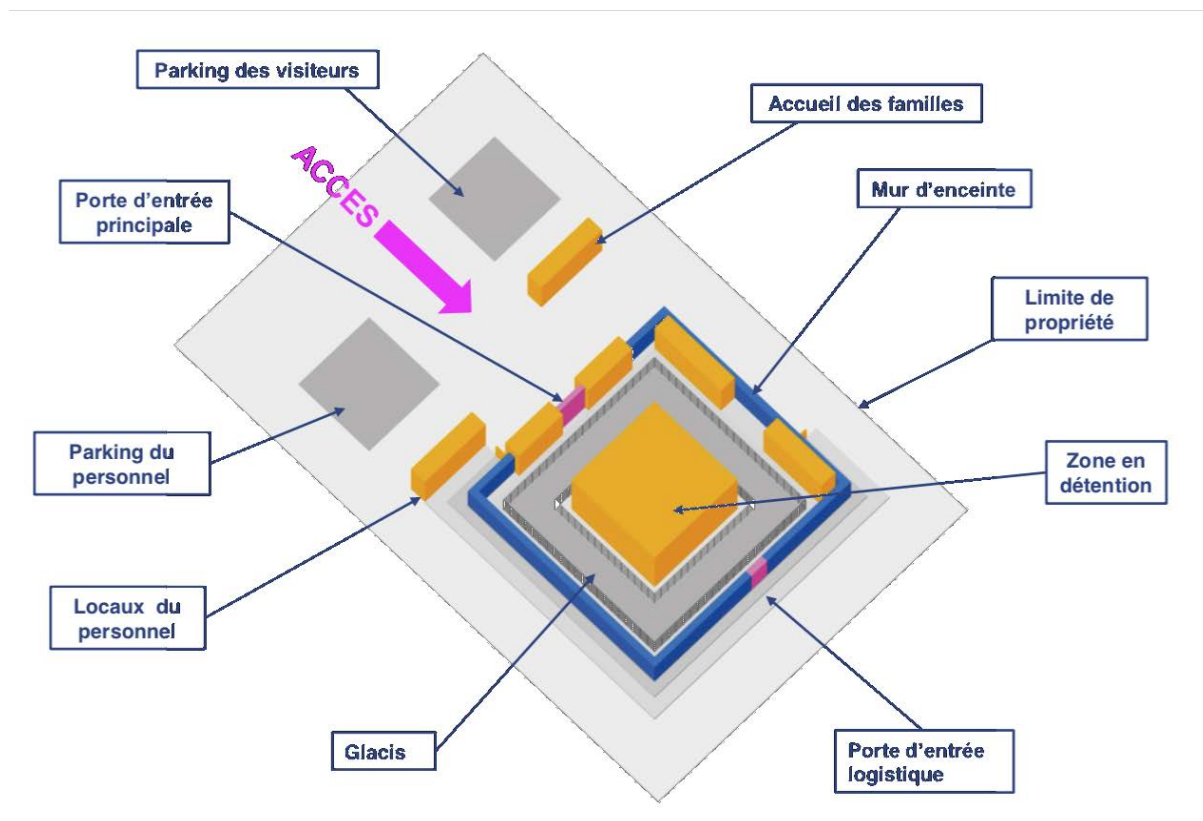 Parking des visiteurs
Accueil des familles
ACCES
Porte d'entrée
principale
Mur d'enceinte
Limite de
propriété
Parking du
personnel
Zone en
détention
Locaux du
personnel
Glacis
Porte d'entrée
logistique